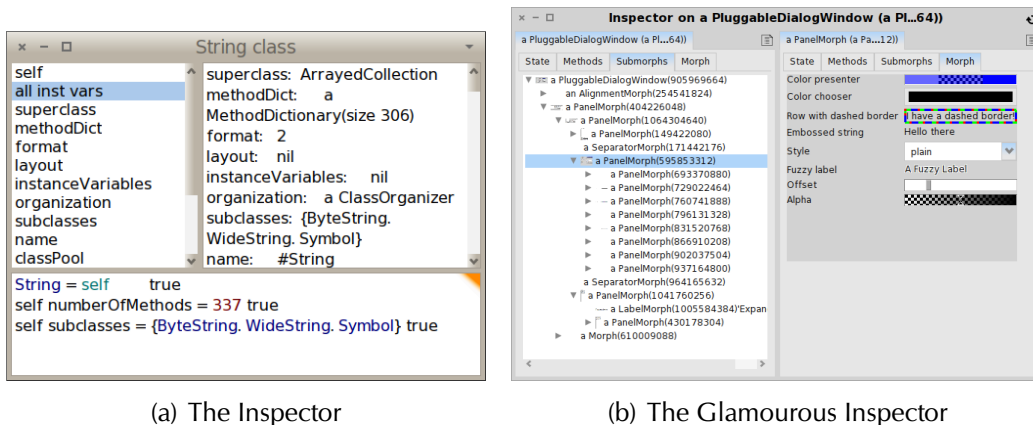 String class
self
all inst vars
superclass
methodDict
format
layout
instanceVariables
organization
subclasses
name
classPool
superclass: ArrayedCollection
methodDict: a
MethodDictionary(size 306)
format: 2
layout: nil
instanceVariables: nil
organization: a ClassOrganizer
subclasses: {ByteString.
WideString. Symbol}
name: #String
String = self true
self numberOfMethods = 337 true
self subclasses = {ByteString. WideString. Symbol} true
(a) The Inspector
Inspector on a PluggableDialogWindow (a Pl...64))
a PluggableDialogWindow (a Pl...64))
State Methods Submorphs Morph
a PluggableDialogWindow(905969664)
an AlignmentMorph(254541824)
a PanelMorph(404226048)
a PanelMorph(1064304640)
a PanelMorph(149422080)
a SeparatorMorph(171442176)
a PanelMorph(595853312)
a PanelMorph(693370880)
a PanelMorph(729022464)
a PanelMorph(760741888)
a PanelMorph(796131328)
a PanelMorph(831520768)
a PanelMorph(866910208)
a PanelMorph(902037504)
a PanelMorph(937164800)
a SeparatorMorph(964165632)
a PanelMorph(1041760256)
a LabelMorph(1005584384)'Expan
a PanelMorph(430178304)
a Morph(610009088)
a PanelMorph (a Pa...12))
State Methods Submorphs Morph
Color presenter
Color chooser
Row with dashed border I have a dashed border!
Embossed string Hello there
Style plain
Fuzzy label A Fuzzy Label
Offset
Alpha
(b) The Glamourous Inspector